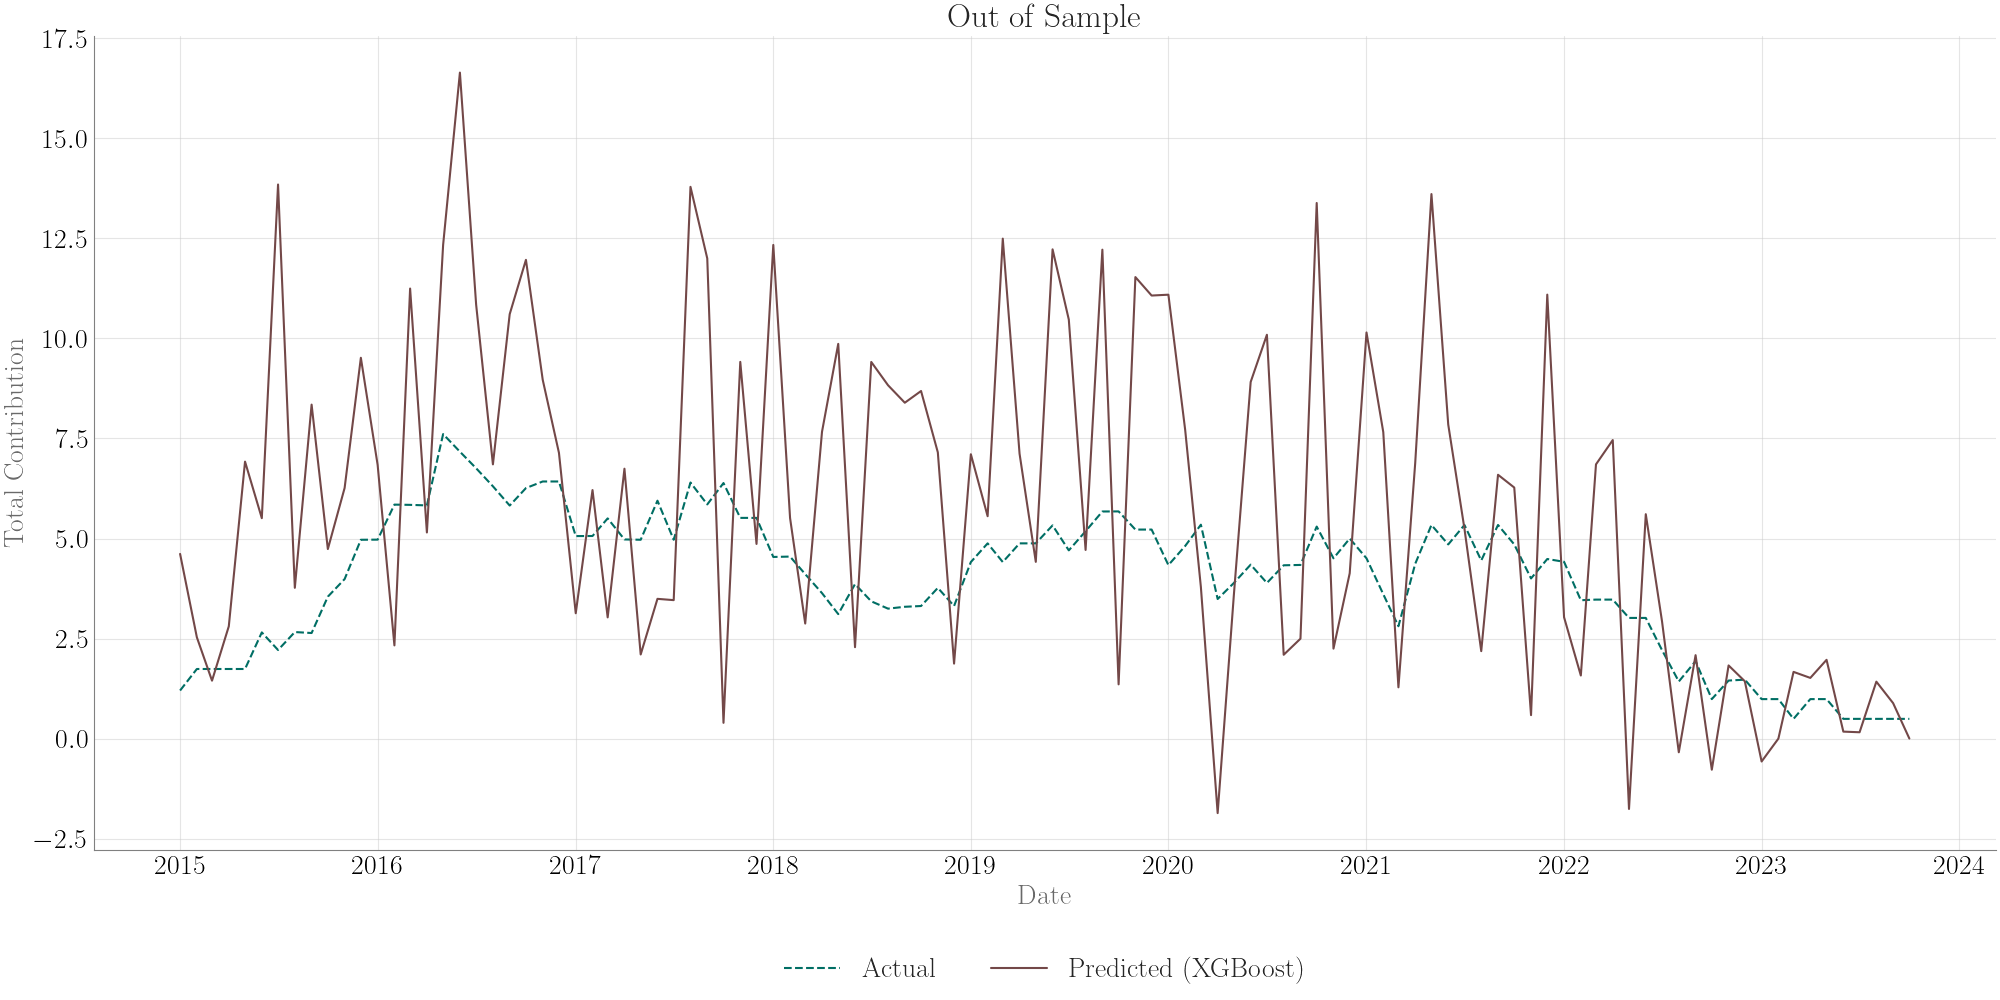 Out of Sample
17.5
15.0
12.5
10.0
7.5
5.0
2.5
0.0
−2.5
Total Contribution
2015 2016 2017 2018 2019 2020 2021 2022 2023 2024
Date
Actual Predicted (XGBoost)